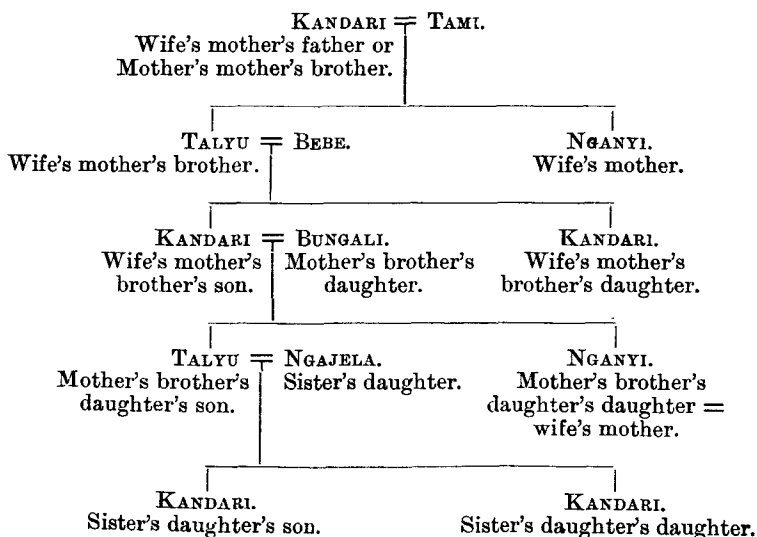 KANDARI = TAMI.
Wife's mother's father or
Mother's mother's brother.
TALYU = BEBE. NGANYI.
Wife's mother's brother. Wife's mother.
KANDARI = BUNGALI. KANDARI.
Wife's mother's Mother's brother's Wife's mother's
brother's son. daughter. brother's daughter.
TALYU = NGAJELA. NGANYI.
Mother's brother's Sister's daughter. Mother's brother's
daughter's son. daughter's daughter =
wife's mother.
KANDARI. KANDARI.
Sister's daughter's son. Sister's daughter's daughter.